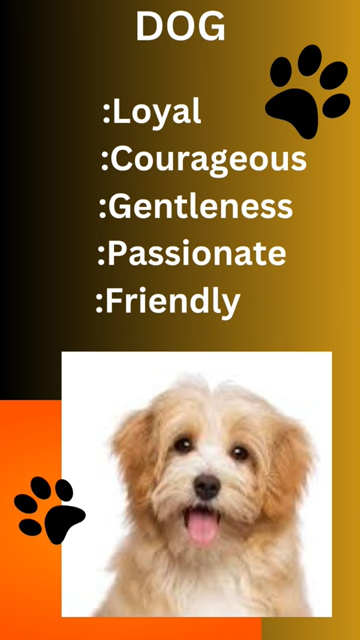 DOG
:Loyal
:Courageous
:Gentleness
:Passionate
:Friendly